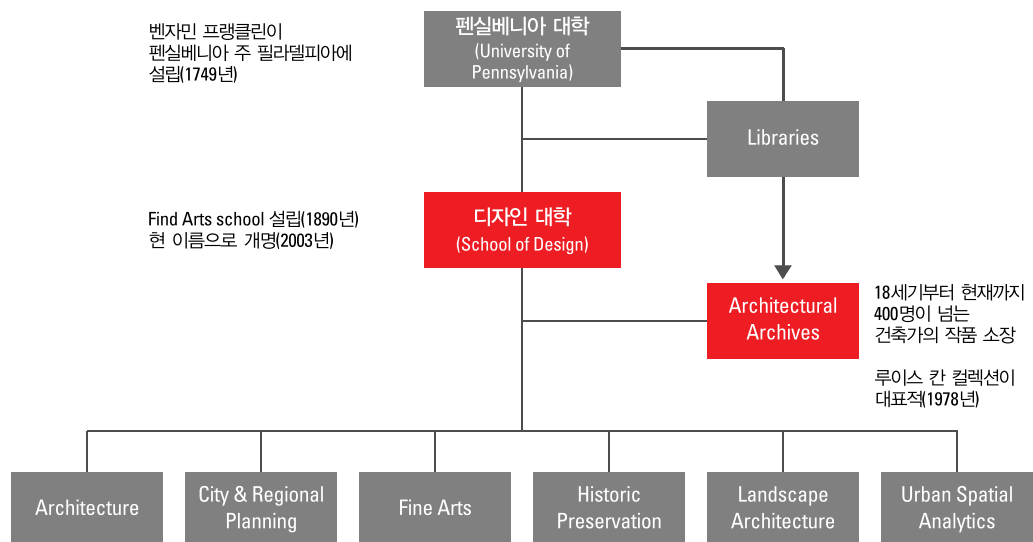 벤자민 프랭클린이
펜실베니아 주 필라델피아에
설립(1749년)
펜실베니아 대학
(University of
Pennsylvania)
Libraries
Find Arts school 설립(1890년)
현 이름으로 개명(2003년)
디자인 대학
(School of Design)
Architectural
Archives
18세기부터 현재까지
400명이 넘는
건축가의 작품 소장
루이스 칸 컬렉션이
대표적(1978년)
Architecture
City & Regional
Planning
Fine Arts
Historic
Preservation
Landscape
Architecture
Urban Spatial
Analytics